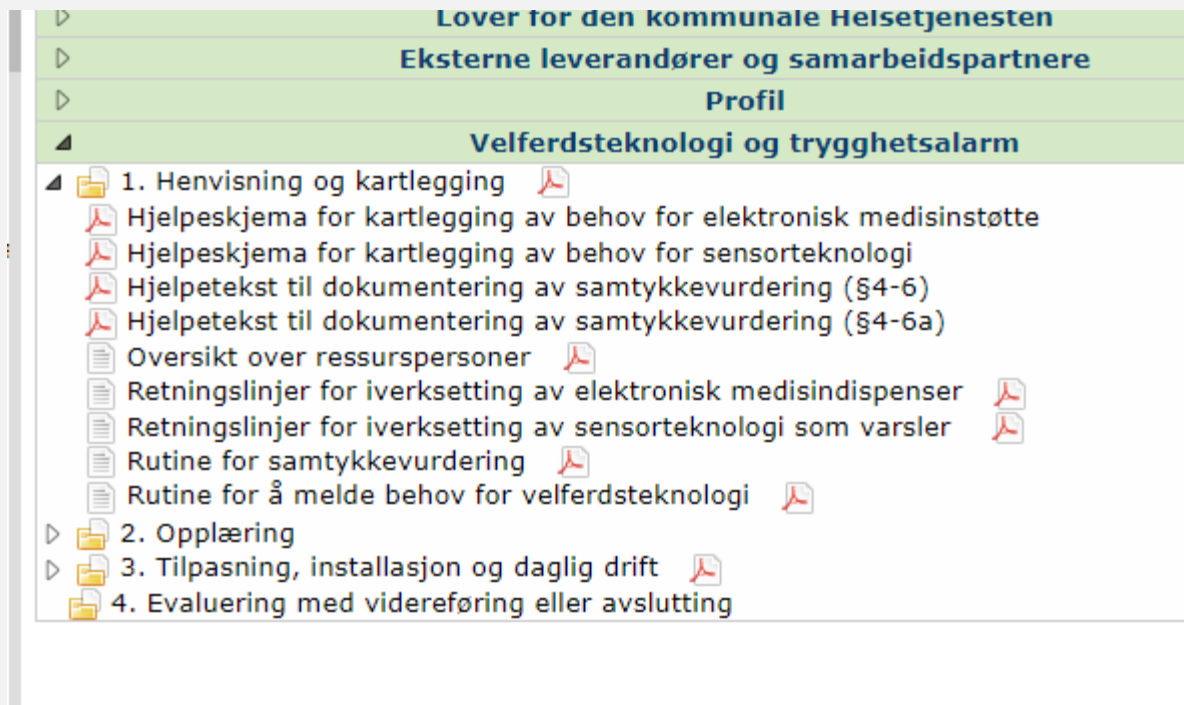 Lover for den kommunale Helsetjenesten
Eksterne leverandører og samarbeidspartnere
Profil
Velferdsteknologi og trygghetsalarm
1. Henvisning og kartlegging
Hjelpeskjema for kartlegging av behov for elektronisk medisinstøtte
Hjelpeskjema for kartlegging av behov for sensorteknologi
Hjelpetekst til dokumentering av samtykkevurdering (§4-6)
Hjelpetekst til dokumentering av samtykkevurdering (§4-6a)
Oversikt over ressurspersoner
Retningslinjer for iverksetting av elektronisk medisindispenser
Retningslinjer for iverksetting av sensorteknologi som varsler
Rutine for samtykkevurdering
Rutine for å melde behov for velferdsteknologi
2. Opplæring
3. Tilpasning, installasjon og daglig drift
4. Evaluering med videreføring eller avslutting